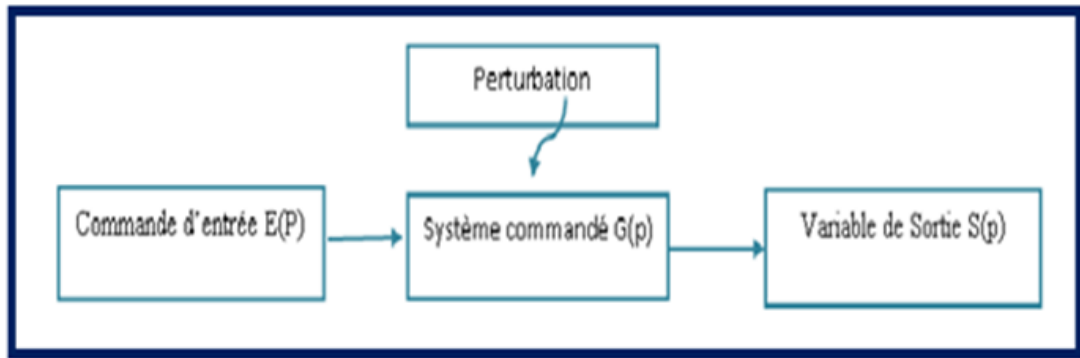 Perturbation
Commande d'entrée E(P)
Système commandé G(p)
Variable de Sortie S(p)